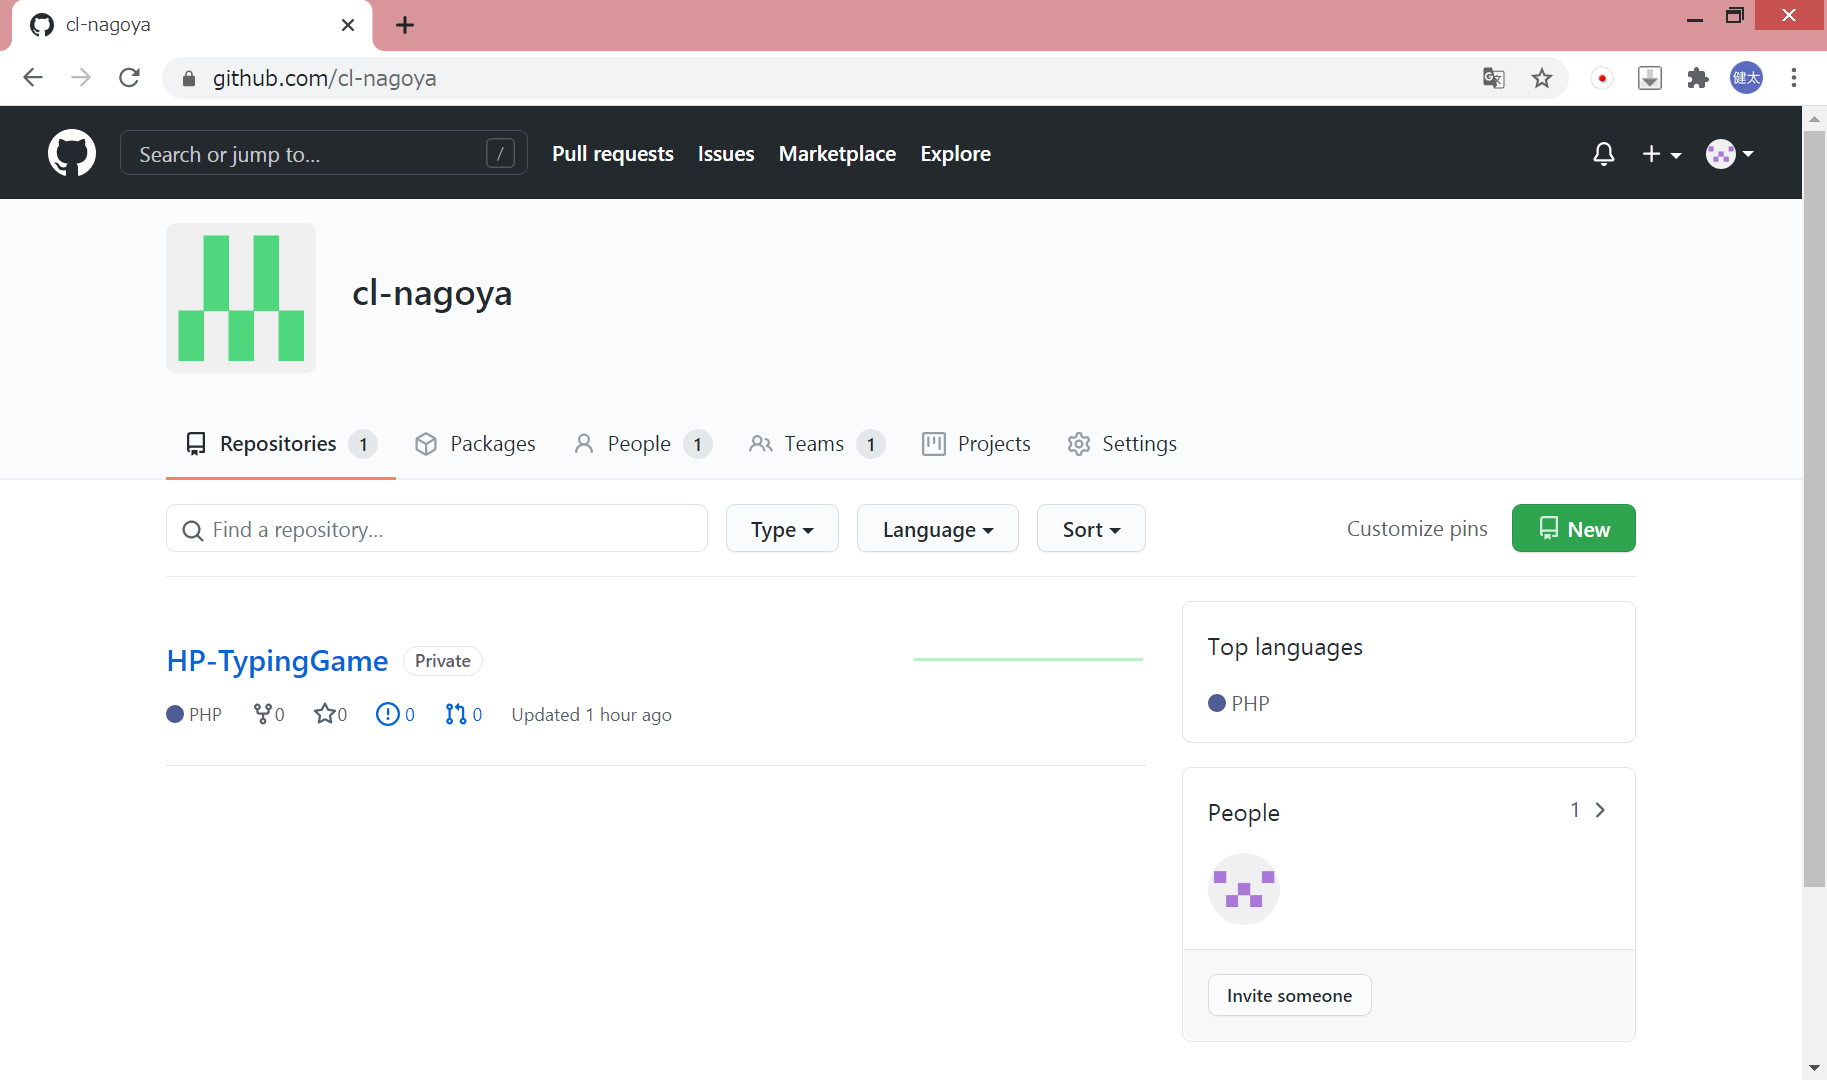 cl-nagoya
github.com/cl-nagoya
健太
Search or jump to...
/
Pull requests
Issues
Marketplace
Explore
cl-nagoya
Repositories 1
Packages
People 1
Teams 1
Projects
Settings
Find a repository...
Type
Language
Sort
Customize pins
New
HP-TypingGame
Private
PHP
0
0
0
0
Updated 1 hour ago
Top languages
PHP
People
1
Invite someone